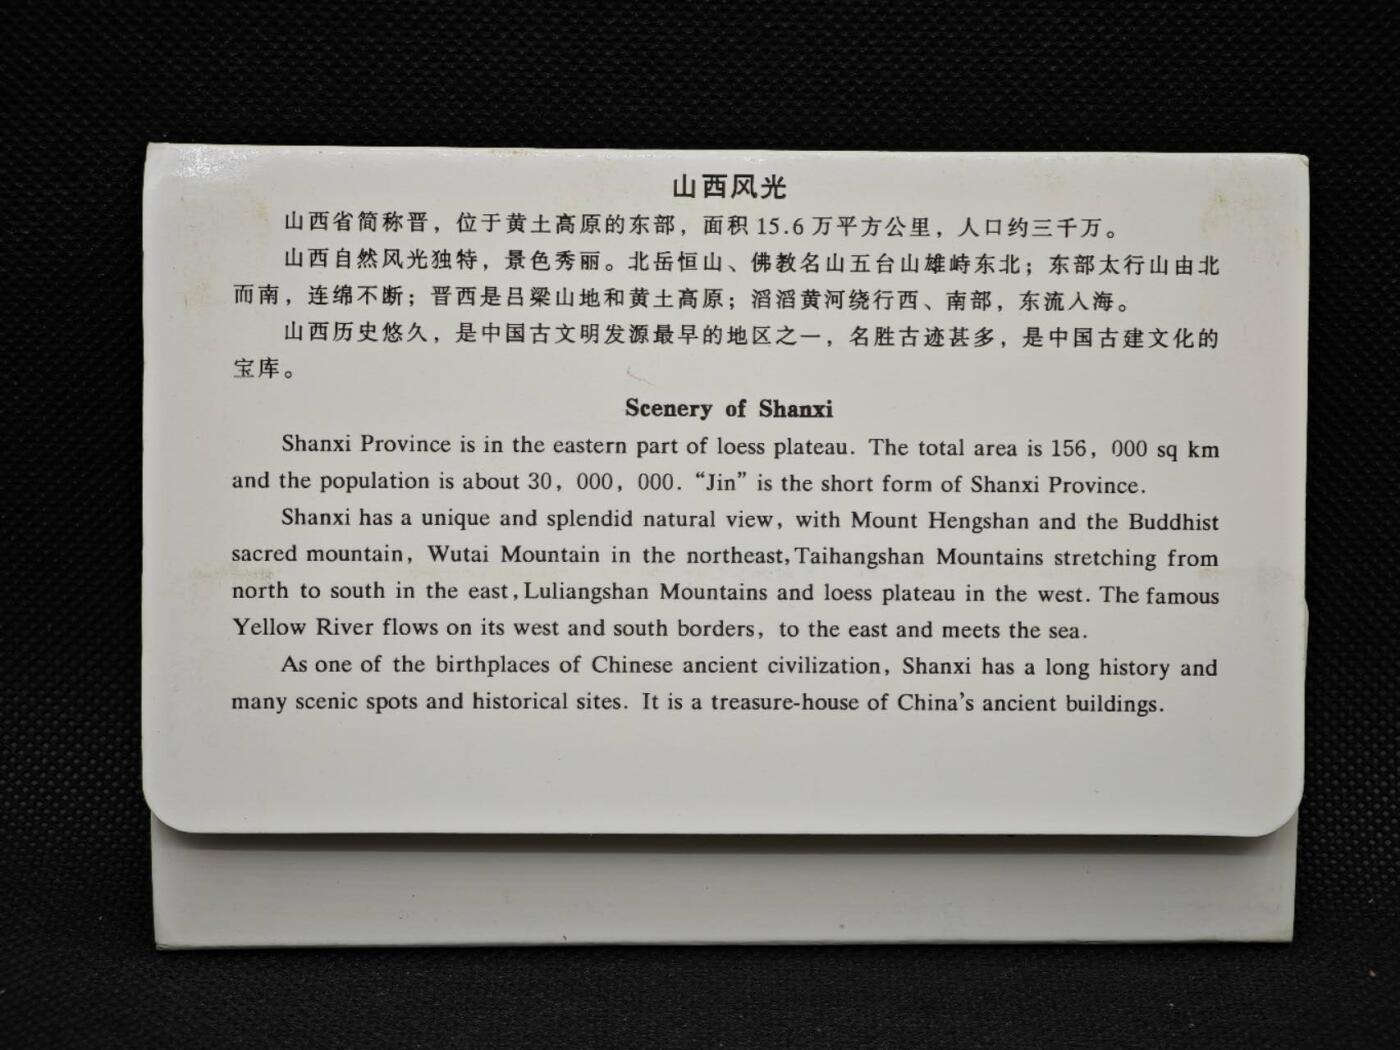 山西风光
山西省简称晋，位于黄土高原的东部，面积 15.6 万平方公里，人口约三千万。
山西自然风光独特，景色秀丽。北岳恒山、佛教名山五台山雄峙东北；东部太行山由北
而南，连绵不断；晋西是吕梁山地和黄土高原；滔滔黄河绕行西、南部，东流入海。
山西历史悠久，是中国古文明发源最早的地区之一，名胜古迹甚多，是中国古建文化的
宝库。
Scenery of Shanxi
Shanxi Province is in the eastern part of loess plateau. The total area is 156, 000 sq km
and the population is about 30, 000, 000. “Jin” is the short form of Shanxi Province.
Shanxi has a unique and splendid natural view, with Mount Hengshan and the Buddhist
sacred mountain, Wutai Mountain in the northeast, Taihangshan Mountains stretching from
north to south in the east, Luliangshan Mountains and loess plateau in the west. The famous
Yellow River flows on its west and south borders, to the east and meets the sea.
As one of the birthplaces of Chinese ancient civilization, Shanxi has a long history and
many scenic spots and historical sites. It is a treasure-house of China’s ancient buildings.